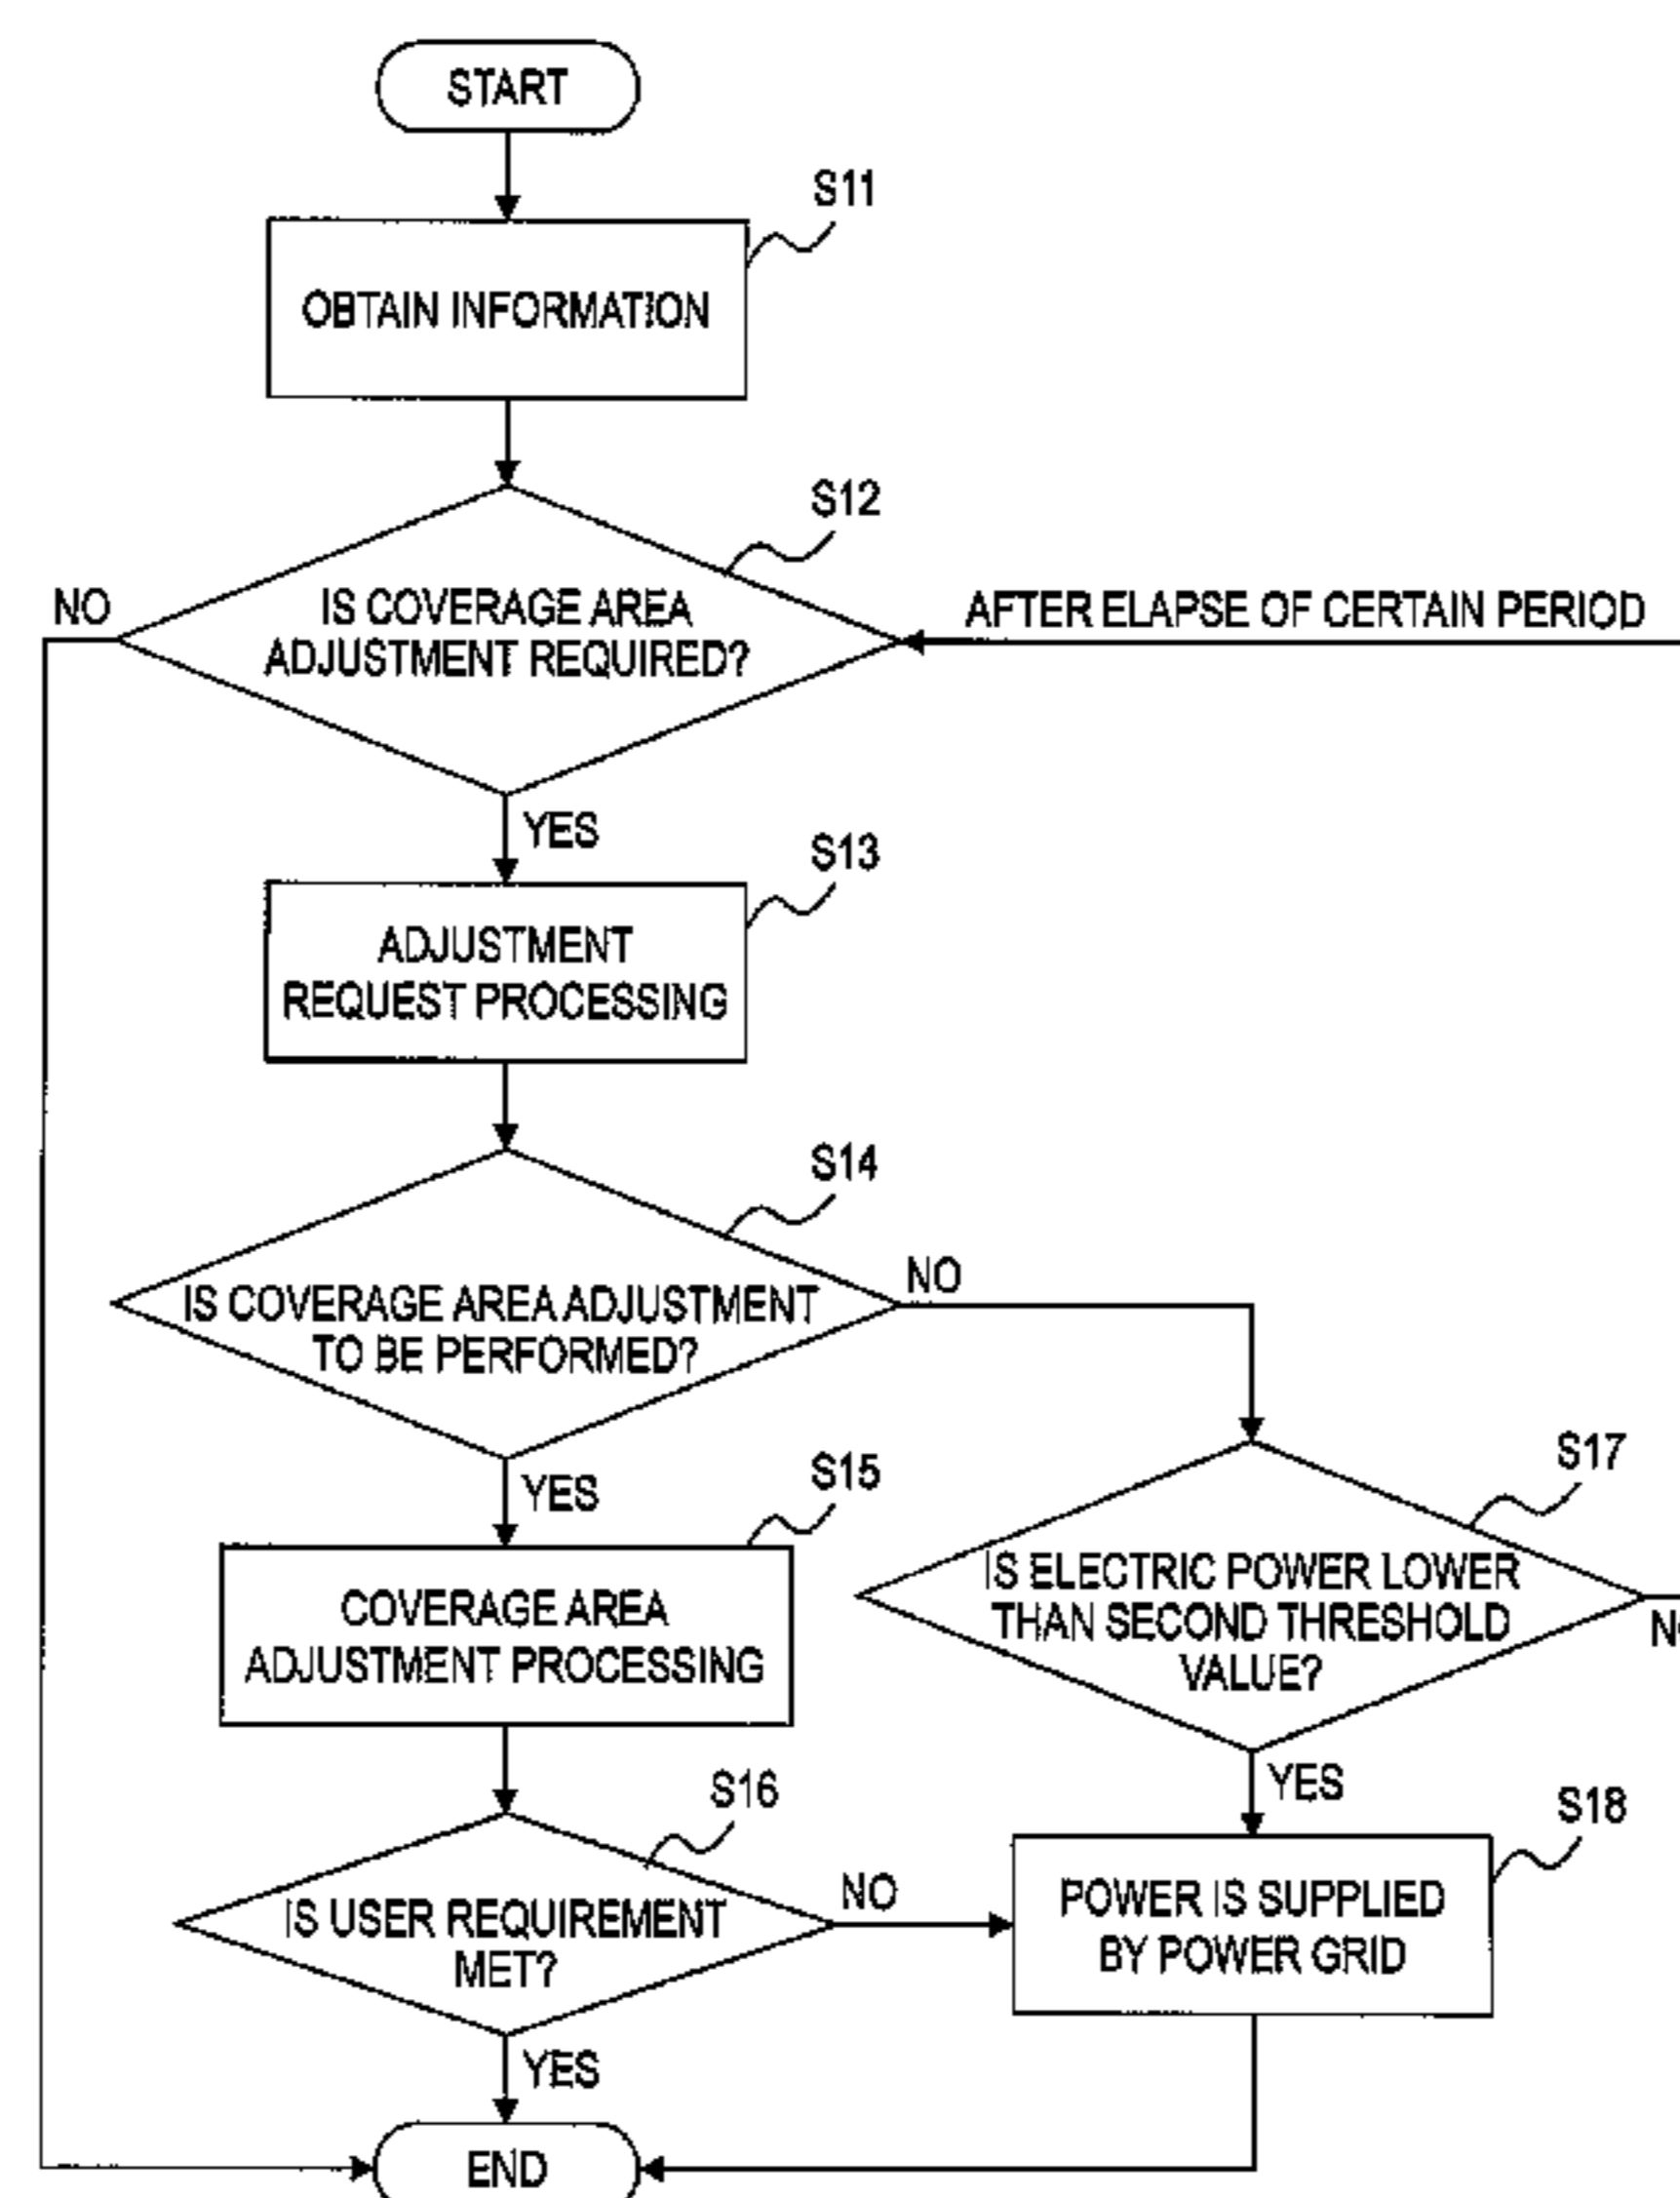 START
S11
OBTAIN INFORMATION
S12
NO
IS COVERAGE AREA
ADJUSTMENT REQUIRED?
AFTER ELAPSE OF CERTAIN PERIOD
YES
S13
ADJUSTMENT
REQUEST PROCESSING
S14
NO
IS COVERAGE AREA ADJUSTMENT
TO BE PERFORMED?
S17
YES
S15
IS ELECTRIC POWER LOWER
THAN SECOND THRESHOLD
VALUE?
COVERAGE AREA
ADJUSTMENT PROCESSING
YES
S16
S18
NO
IS USER REQUIREMENT
MET?
POWER IS SUPPLIED
BY POWER GRID
YES
END